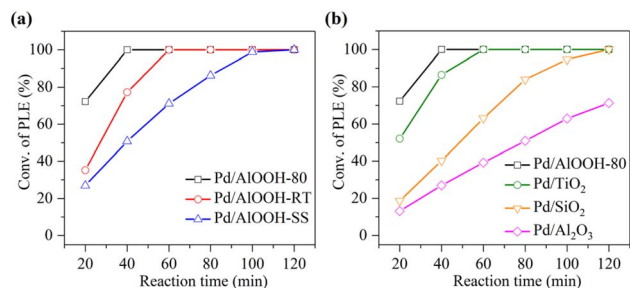 (a)
Conv. of PLE (%)
100
80
60
40
20
0
Pd/AlOOH-80
Pd/AlOOH-RT
Pd/AlOOH-SS
20 40 60 80 100 120
Reaction time (min)
(b)
Conv. of PLE (%)
100
80
60
40
20
0
Pd/AlOOH-80
Pd/TiO₂
Pd/SiO₂
Pd/Al₂O₃
20 40 60 80 100 120
Reaction time (min)